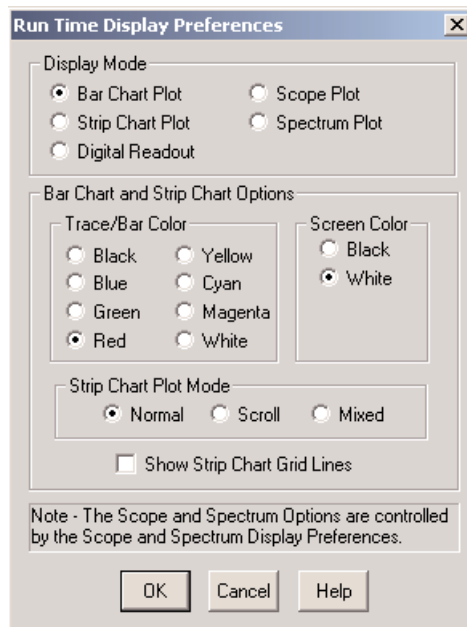 Run Time Display Preferences
Display Mode
Bar Chart Plot
Scope Plot
Strip Chart Plot
Spectrum Plot
Digital Readout
Bar Chart and Strip Chart Options
Trace/Bar Color
Black
Yellow
Blue
Cyan
Green
Magenta
Red
White
Screen Color
Black
White
Strip Chart Plot Mode
Normal
Scroll
Mixed
Show Strip Chart Grid Lines
Note - The Scope and Spectrum Options are controlled
by the Scope and Spectrum Display Preferences.
OK
Cancel
Help